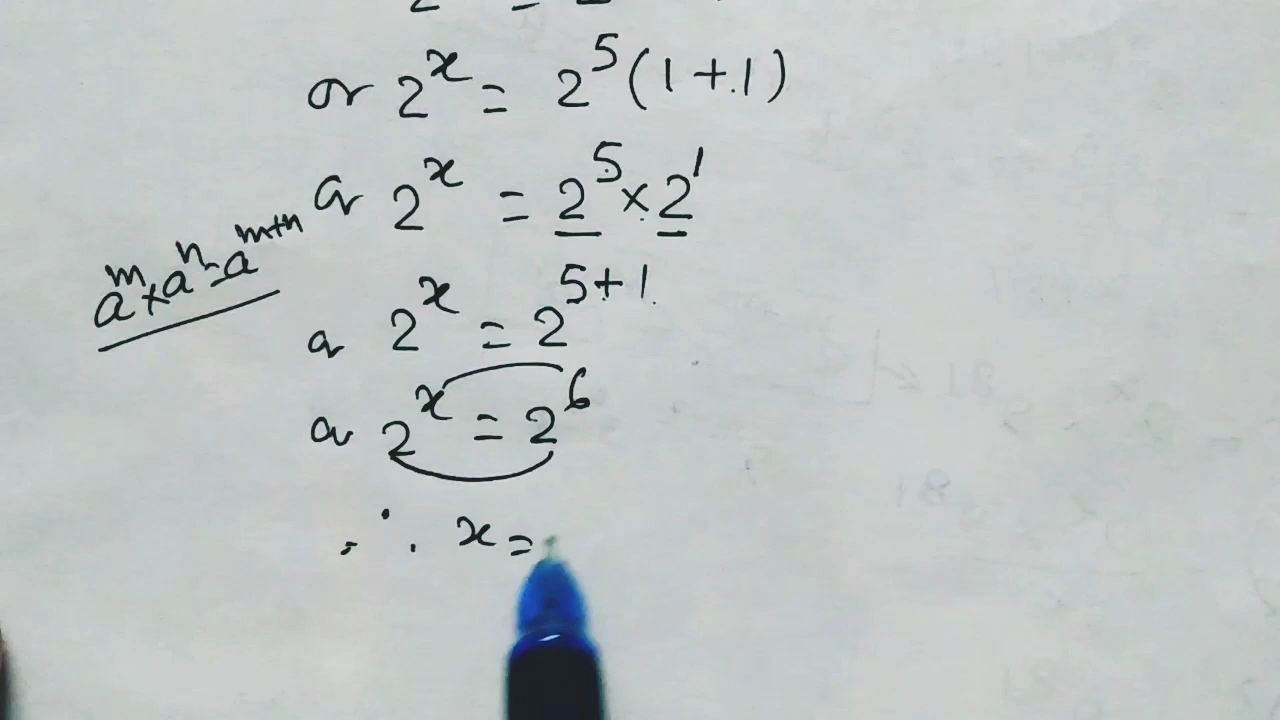 or 2^x = 2^5(1+1)
or 2^x = 2^5 × 2^1
a^m × a^n = a^{m+n}
or 2^x = 2^{5+1}
or 2^x = 2^6
∴ x =